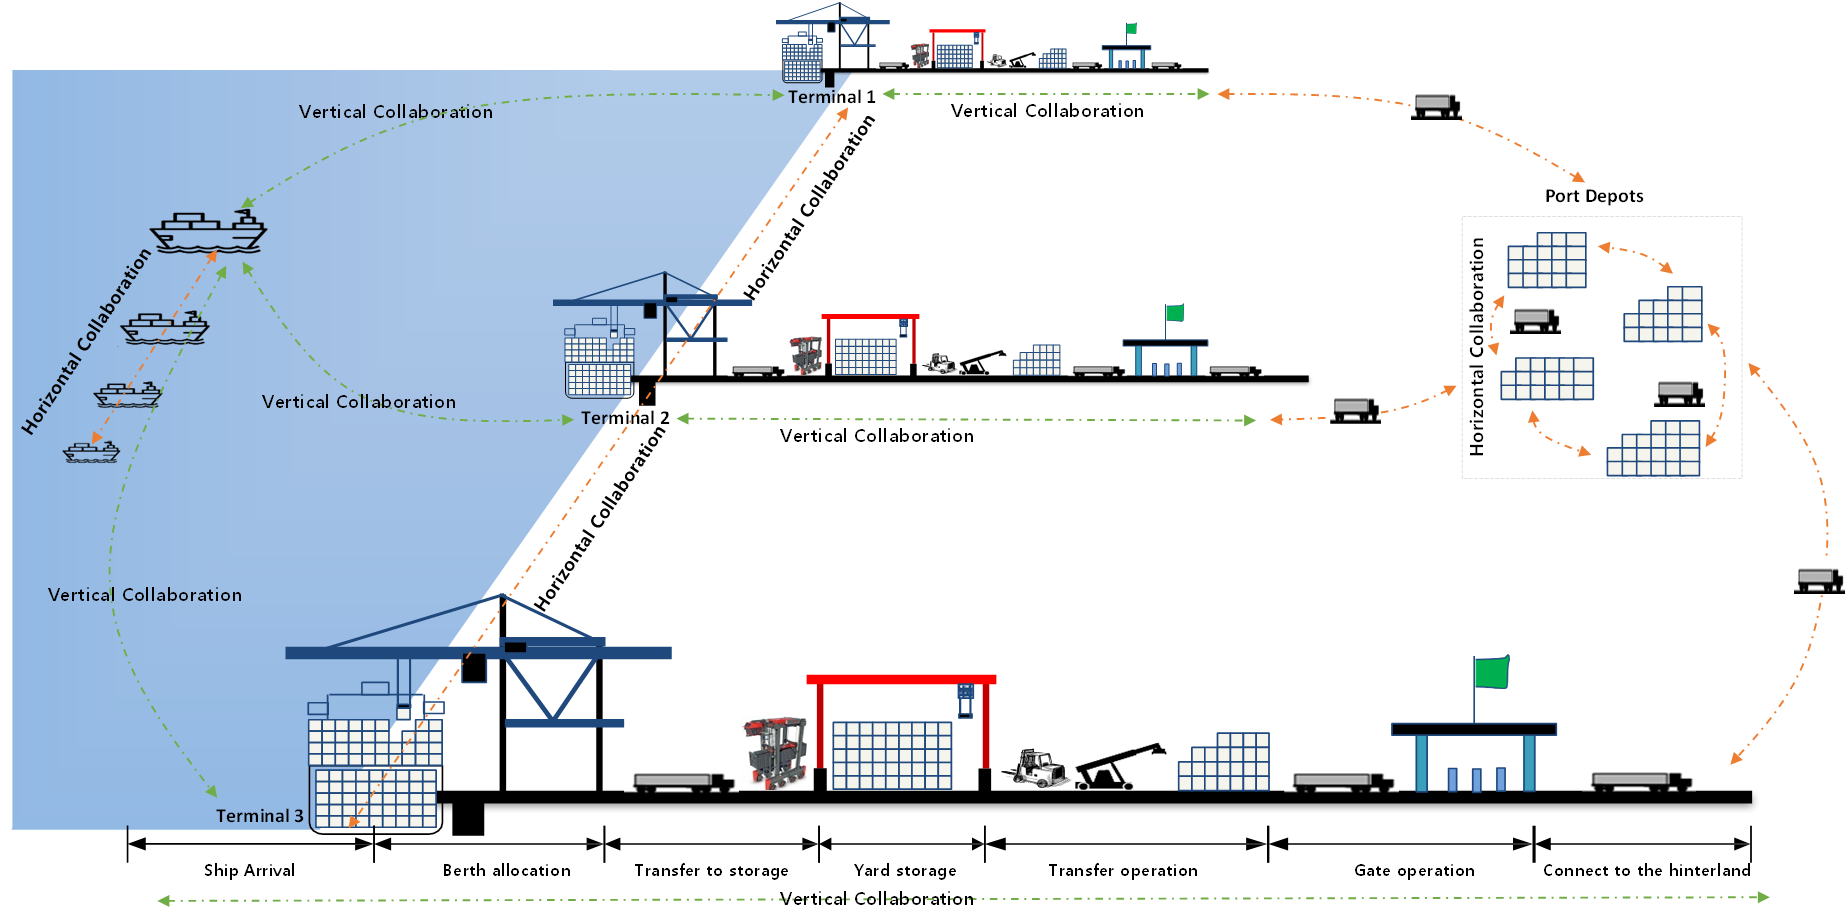 Terminal 1
Vertical Collaboration
Vertical Collaboration
Horizontal Collaboration
Port Depots
Horizontal Collaboration
Horizontal Collaboration
Vertical Collaboration
Terminal 2
Vertical Collaboration
Horizontal Collaboration
Vertical Collaboration
Terminal 3
Ship Arrival
Berth allocation
Transfer to storage
Yard storage
Transfer operation
Gate operation
Connect to the hinterland
Vertical Collaboration